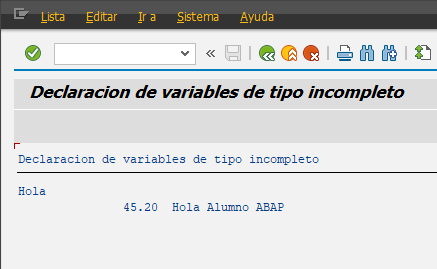 Lista Editar Ir a Sistema Ayuda
Declaracion de variables de tipo incompleto
Declaracion de variables de tipo incompleto
Hola
45.20 Hola Alumno ABAP